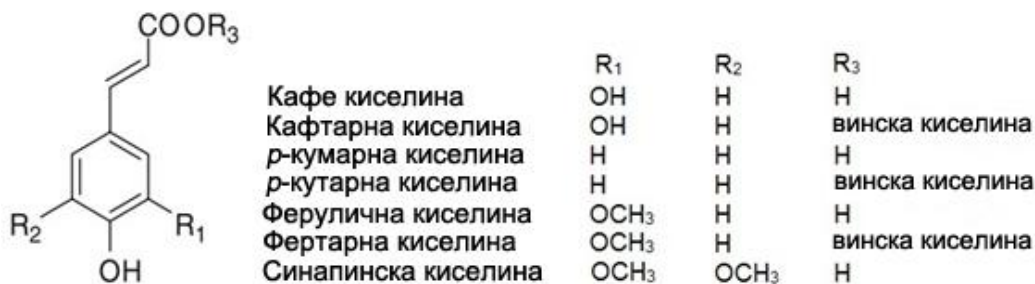 COOR₃
R₂
R₁
OH
R₁ R₂ R₃
Кафе киселина OH H H
Кафтарна киселина OH H винска киселина
p-кумарна киселина H H H
p-кутарна киселина H H винска киселина
Ферулична киселина OCH₃ H H
Фертарна киселина OCH₃ H винска киселина
Синапинска киселина OCH₃ OCH₃ H